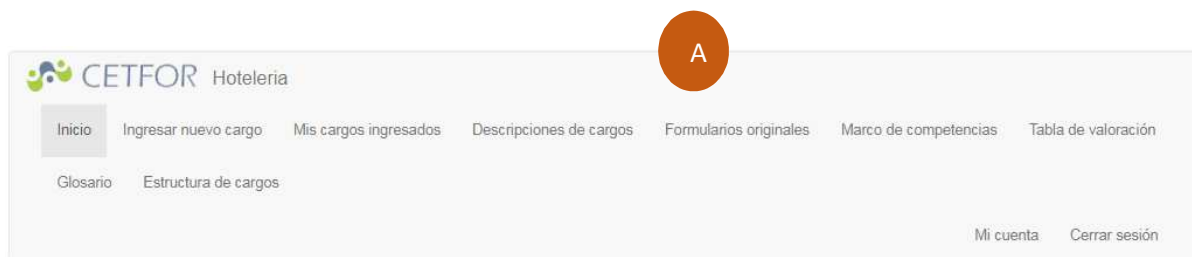 A
CETFOR Hoteleria
Inicio Ingresar nuevo cargo Mis cargos ingresados Descripciones de cargos Formularios originales Marco de competencias Tabla de valoración
Glosario Estructura de cargos
Mi cuenta Cerrar sesión